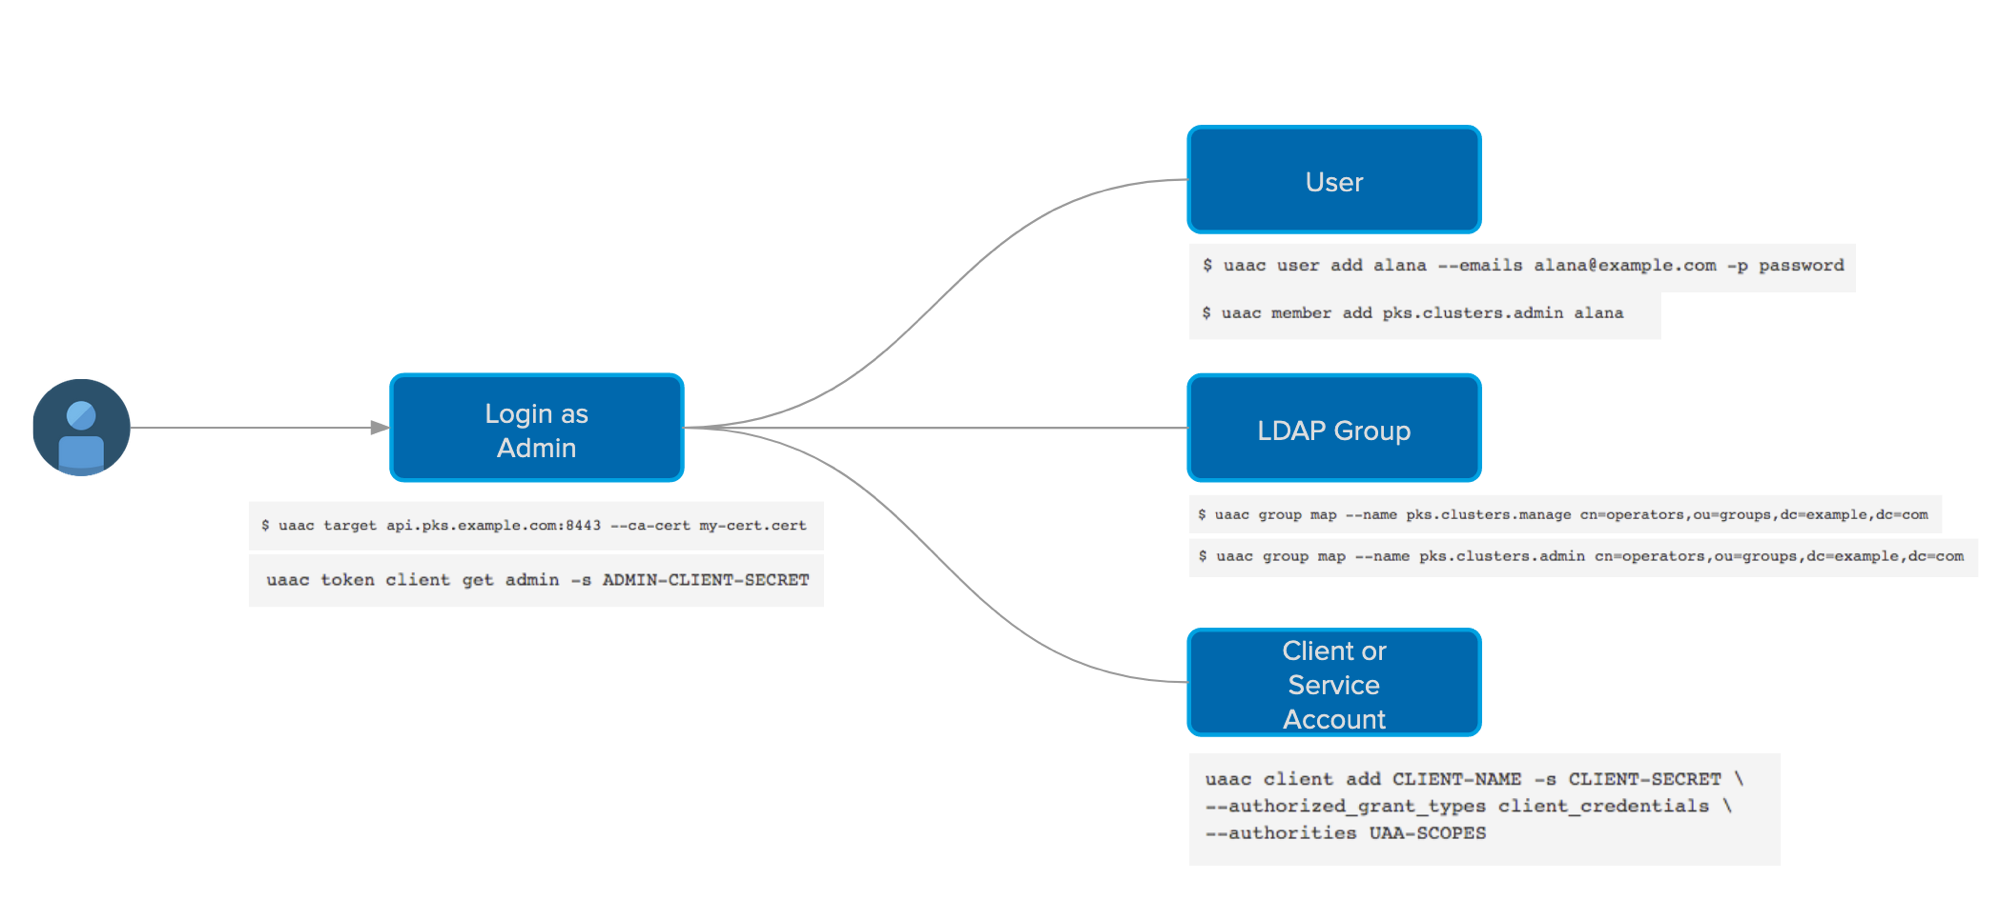 User
$ uaac user add alana --emails alana@example.com -p password
$ uaac member add pks.clusters.admin alana
Login as
Admin
$ uaac target api.pks.example.com:8443 --ca-cert my-cert.cert
uaac token client get admin -s ADMIN-CLIENT-SECRET
LDAP Group
$ uaac group map --name pks.clusters.manage cn=operators,ou=groups,dc=example,dc=com
$ uaac group map --name pks.clusters.admin cn=operators,ou=groups,dc=example,dc=com
Client or
Service
Account
uaac client add CLIENT-NAME -s CLIENT-SECRET \
--authorized_grant_types client_credentials \
--authorities UAA-SCOPES